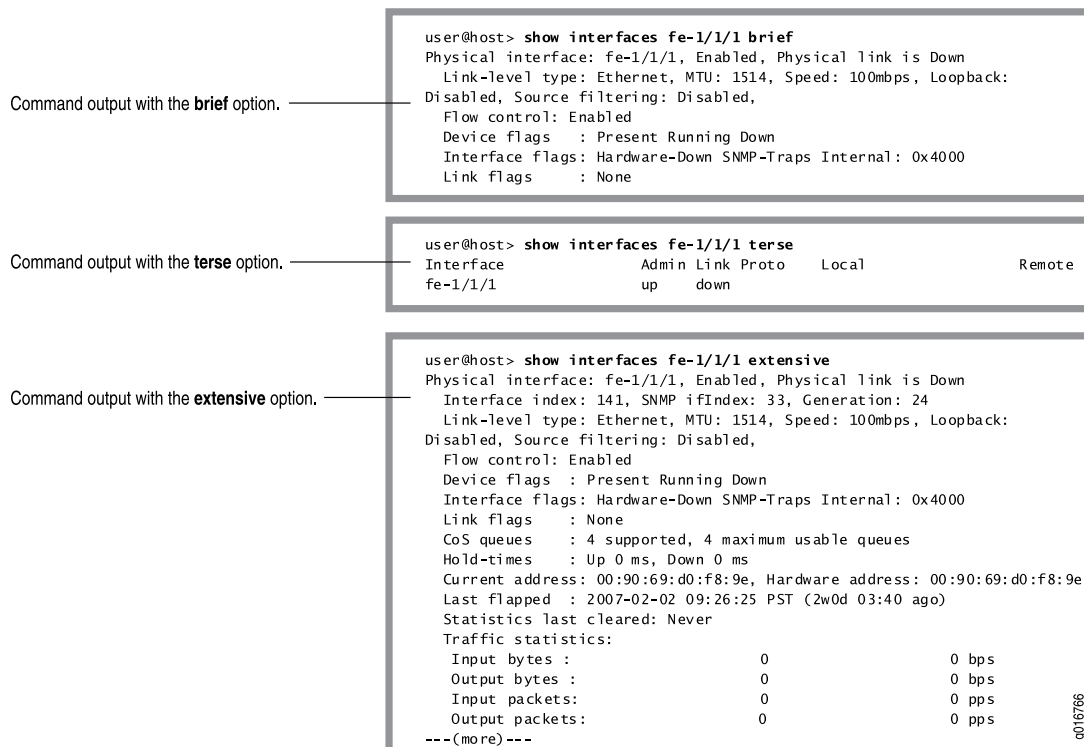 user@host> show interfaces fe-1/1/1 brief
Physical interface: fe-1/1/1, Enabled, Physical link is Down
Link-level type: Ethernet, MTU: 1514, Speed: 100mbps, Loopback:
Command output with the brief option.
Disabled, Source filtering: Disabled,
Flow control: Enabled
Device flags   : Present Running Down
Interface flags: Hardware-Down SNMP-Traps Internal: 0x4000
Link flags     : None
user@host> show interfaces fe-1/1/1 terse
Command output with the terse option.
Interface               Admin Link Proto    Local                 Remote
fe-1/1/1                up    down
user@host> show interfaces fe-1/1/1 extensive
Physical interface: fe-1/1/1, Enabled, Physical link is Down
Command output with the extensive option.
Interface index: 141, SNMP ifIndex: 33, Generation: 24
Link-level type: Ethernet, MTU: 1514, Speed: 100mbps, Loopback:
Disabled, Source filtering: Disabled,
Flow control: Enabled
Device flags   : Present Running Down
Interface flags: Hardware-Down SNMP-Traps Internal: 0x4000
Link flags     : None
CoS queues     : 4 supported, 4 maximum usable queues
Hold-times     : Up 0 ms, Down 0 ms
Current address: 00:90:69:d0:f8:9e, Hardware address: 00:90:69:d0:f8:9e
Last flapped   : 2007-02-02 09:26:25 PST (2w0d 03:40 ago)
Statistics last cleared: Never
Traffic statistics:
Input bytes :                    0                    0 bps
Output bytes :                   0                    0 bps
Input packets:                   0                    0 pps
Output packets:                  0                    0 pps
---(more)---
g016766